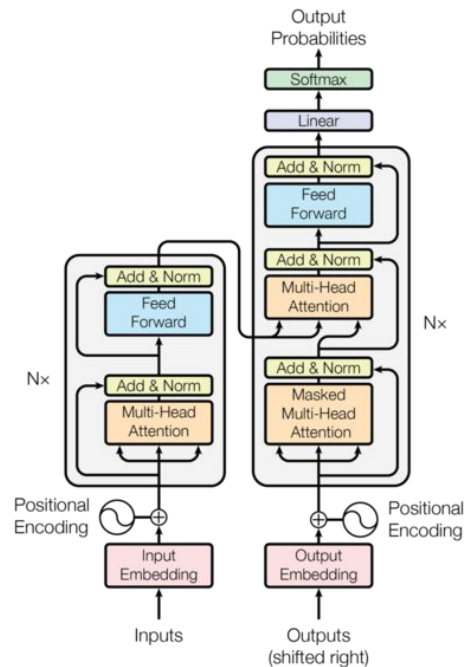 Output
Probabilities
Softmax
Linear
Add & Norm
Feed
Forward
Add & Norm
Multi-Head
Attention
Add & Norm
Masked
Multi-Head
Attention
Nx
Add & Norm
Feed
Forward
Add & Norm
Multi-Head
Attention
Nx
Positional
Encoding
Positional
Encoding
Input
Embedding
Output
Embedding
Inputs
Outputs
(shifted right)